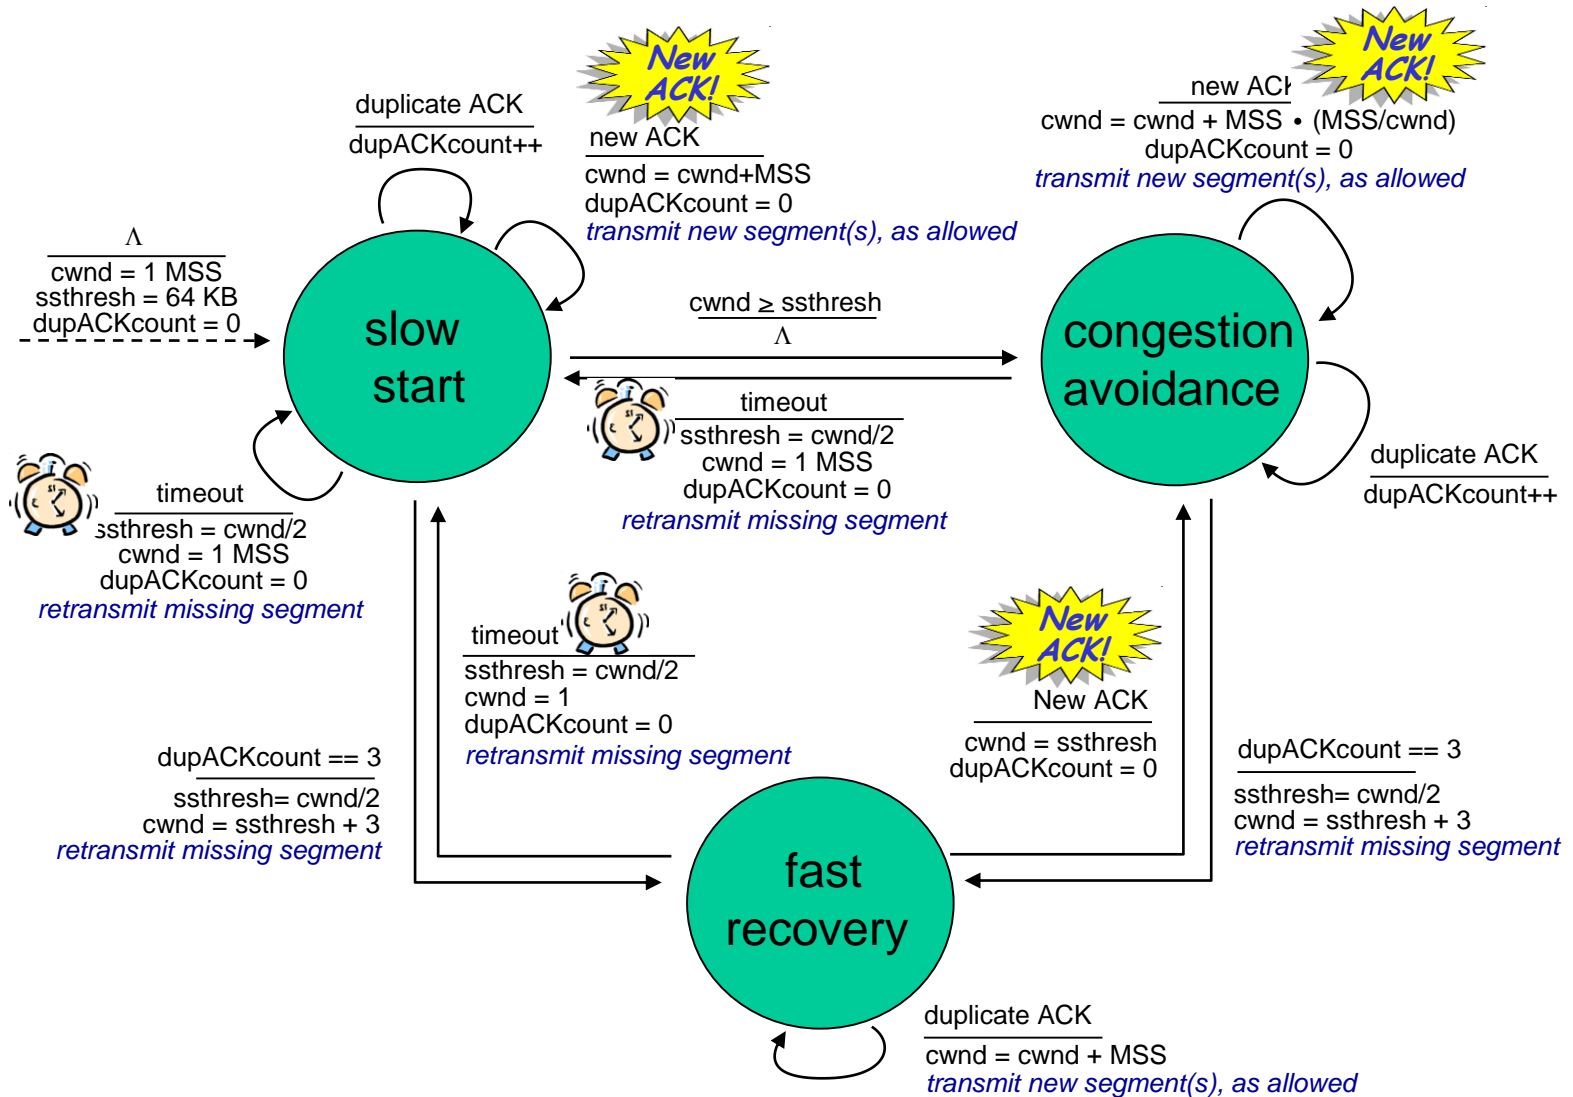 New
ACK!
New
ACK!
duplicate ACK
dupACKcount++
new ACK
cwnd = cwnd+MSS
dupACKcount = 0
transmit new segment(s), as allowed
new ACK
cwnd = cwnd + MSS • (MSS/cwnd)
dupACKcount = 0
transmit new segment(s), as allowed
Λ
cwnd = 1 MSS
ssthresh = 64 KB
dupACKcount = 0
slow
start
cwnd ≥ ssthresh
Λ
congestion
avoidance
timeout
ssthresh = cwnd/2
cwnd = 1 MSS
dupACKcount = 0
retransmit missing segment
duplicate ACK
dupACKcount++
timeout
ssthresh = cwnd/2
cwnd = 1 MSS
dupACKcount = 0
retransmit missing segment
timeout
ssthresh = cwnd/2
cwnd = 1
dupACKcount = 0
retransmit missing segment
New
ACK!
New ACK
cwnd = ssthresh
dupACKcount = 0
dupACKcount == 3
ssthresh= cwnd/2
cwnd = ssthresh + 3
retransmit missing segment
dupACKcount == 3
ssthresh= cwnd/2
cwnd = ssthresh + 3
retransmit missing segment
fast
recovery
duplicate ACK
cwnd = cwnd + MSS
transmit new segment(s), as allowed